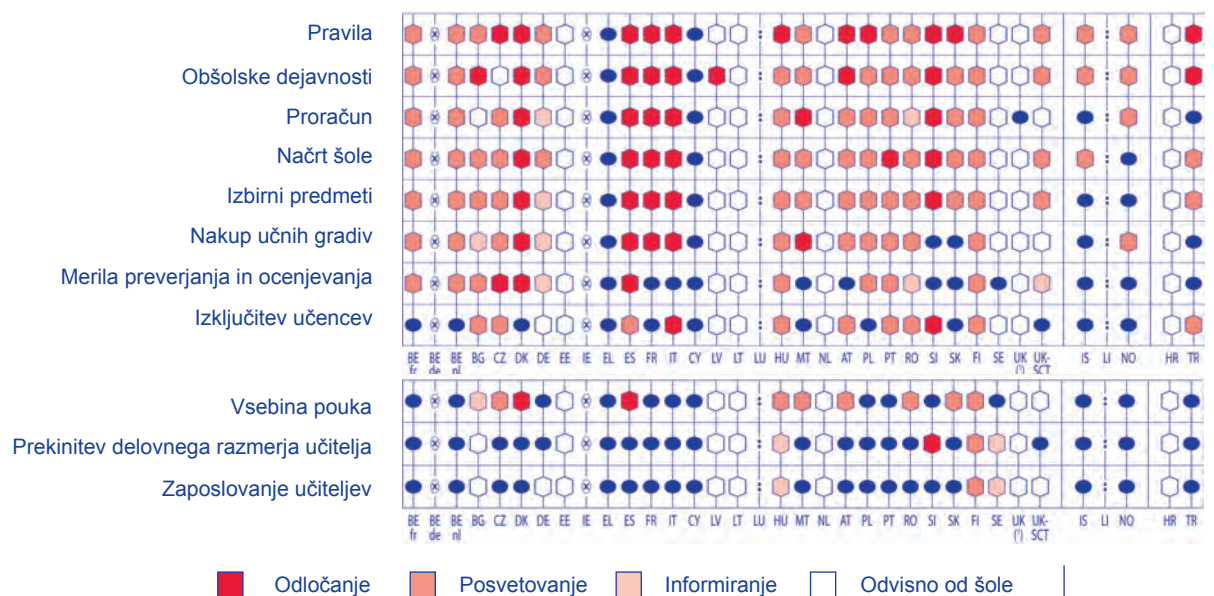 Pravila
Obšolske dejavnosti
Proračun
Načrt šole
Izbirni predmeti
Nakup učnih gradiv
Merila preverjanja in ocenjevanja
Izključitev učencev
BE BE BE BG CZ DK DE EE IE EL ES FR IT CY LV LT LU HU MT NL AT PL PT RO SI SK FI SE UK UK- IS LI NO HR TR
fr de nl (¹) SCT
Vsebina pouka
Prekinitev delovnega razmerja učitelja
Zaposlovanje učiteljev
BE BE BE BG CZ DK DE EE IE EL ES FR IT CY LV LT LU HU MT NL AT PL PT RO SI SK FI SE UK UK- IS LI NO HR TR
fr de nl (¹) SCT
Odločanje Posvetovanje Informiranje Odvisno od šole